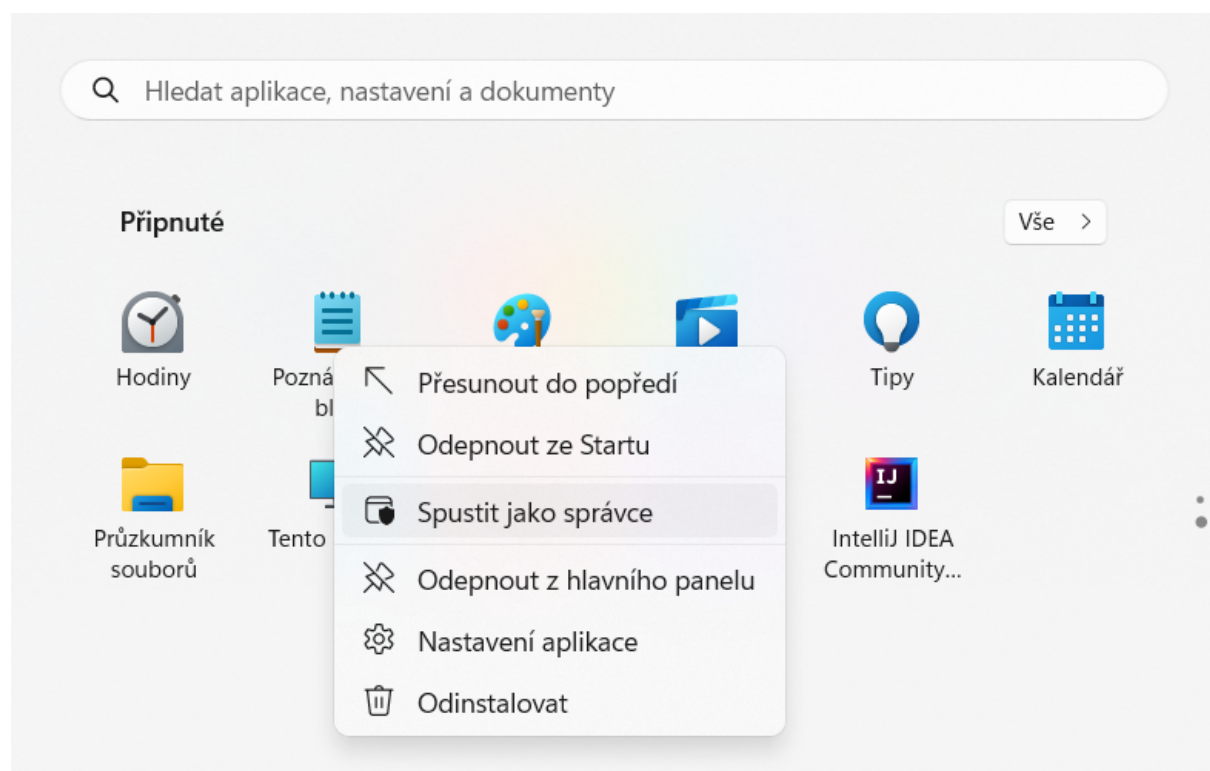 Hledat aplikace, nastavení a dokumenty
Připnuté
Vše
Hodiny
Tipy
Kalendář
Přesunout do popředí
Odepnout ze Startu
Spustit jako správce
Odepnout z hlavního panelu
Nastavení aplikace
Odinstalovat
Průzkumník
souborů
Tento
IJ
IntelliJ IDEA
Community...